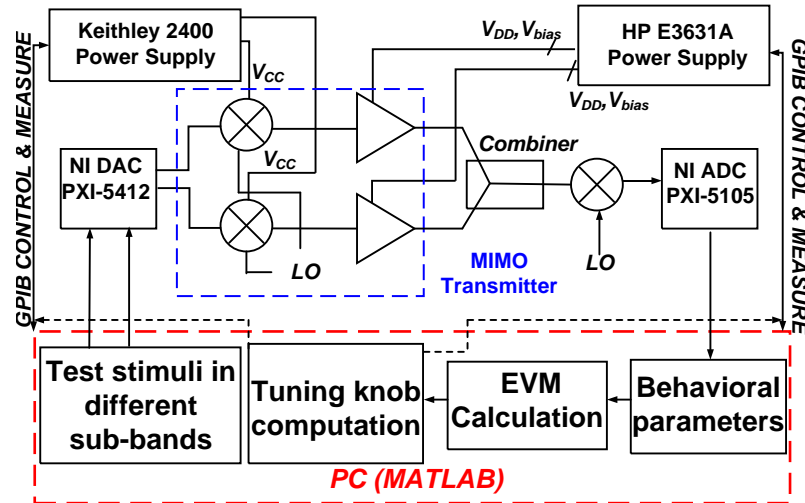 Keithley 2400
Power Supply
HP E3631A
Power Supply
GPIB CONTROL & MEASURE
GPIB CONTROL & MEASURE
VDD, Vbias
VCC
VDD, Vbias
NI DAC
PXI-5412
VCC
Combiner
NI ADC
PXI-5105
LO
MIMO
Transmitter
LO
Test stimuli in
different
sub-bands
Tuning knob
computation
EVM
Calculation
Behavioral
parameters
PC (MATLAB)